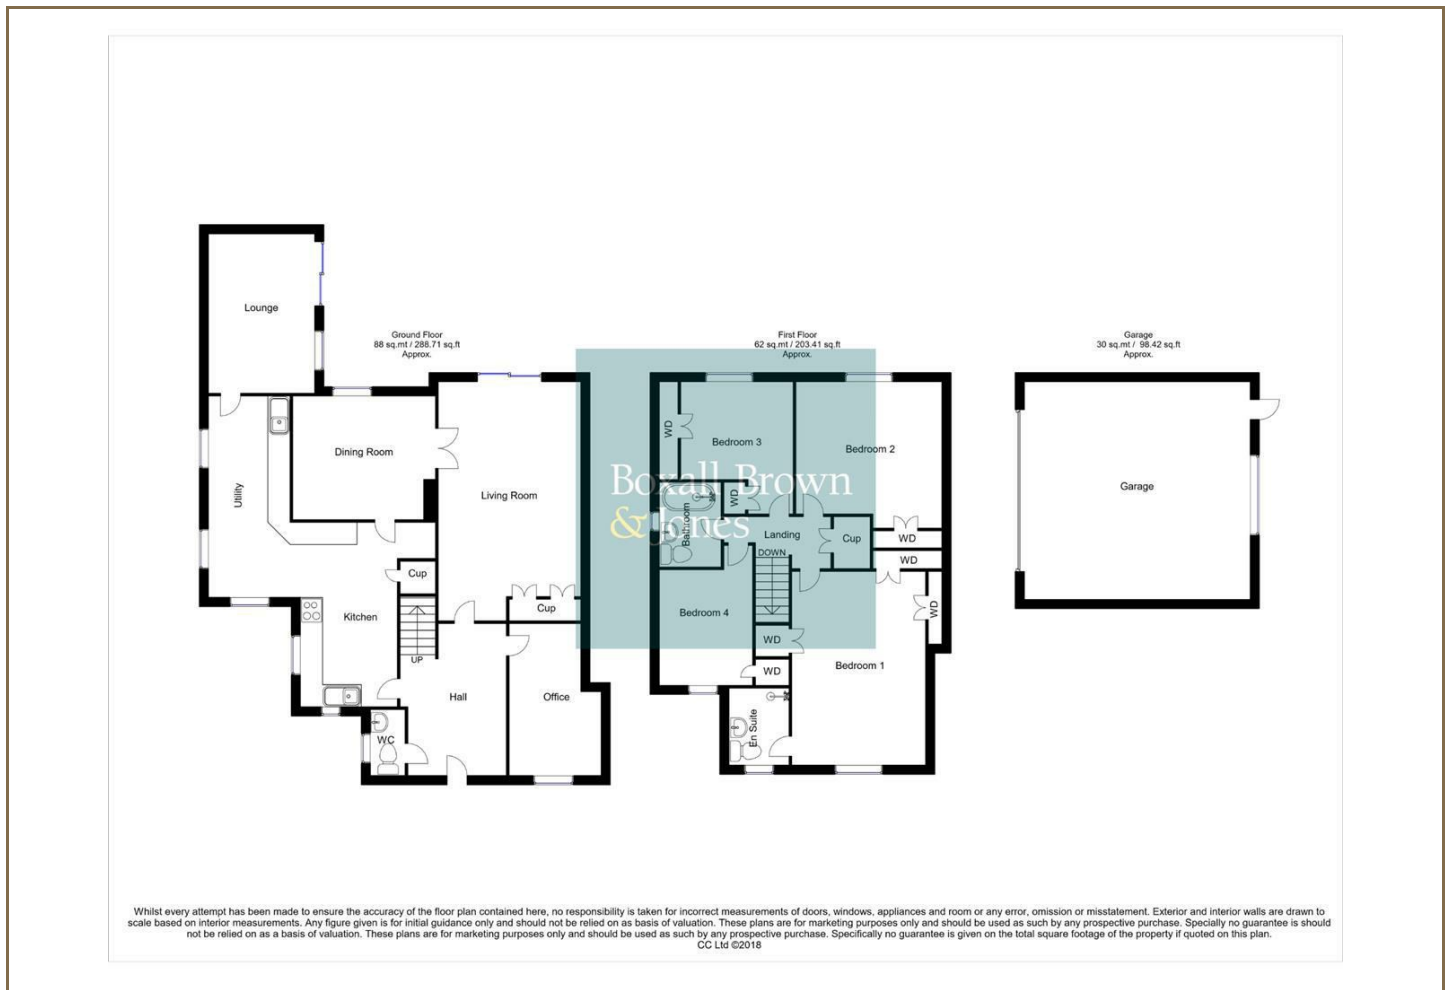 Lounge
Ground Floor
88 sq.mt / 288.71 sq.ft
Approx.
Dining Room
Living Room
Utility
Cup
Kitchen
UP
Cup
Hall
Office
WC
First Floor
62 sq.mt / 203.41 sq.ft
Approx.
WD
Bedroom 3
Bedroom 2
Boxall Brown
& Jones
WD
Bathroom
Landing
Cup
WD
DOWN
WD
WD
Bedroom 4
WD
WD
Bedroom 1
En Suite
Garage
30 sq.mt / 98.42 sq.ft
Approx.
Garage
Whilst every attempt has been made to ensure the accuracy of the floor plan contained here, no responsibility is taken for incorrect measurements of doors, windows, appliances and room or any error, omission or misstatement. Exterior and interior walls are drawn to
scale based on interior measurements. Any figure given is for initial guidance only and should not be relied on as basis of valuation. These plans are for marketing purposes only and should be used as such by any prospective purchase. Specially no guarantee is should
not be relied on as a basis of valuation. These plans are for marketing purposes only and should be used as such by any prospective purchase. Specifically no guarantee is given on the total square footage of the property if quoted on this plan.
CC Ltd ©2018